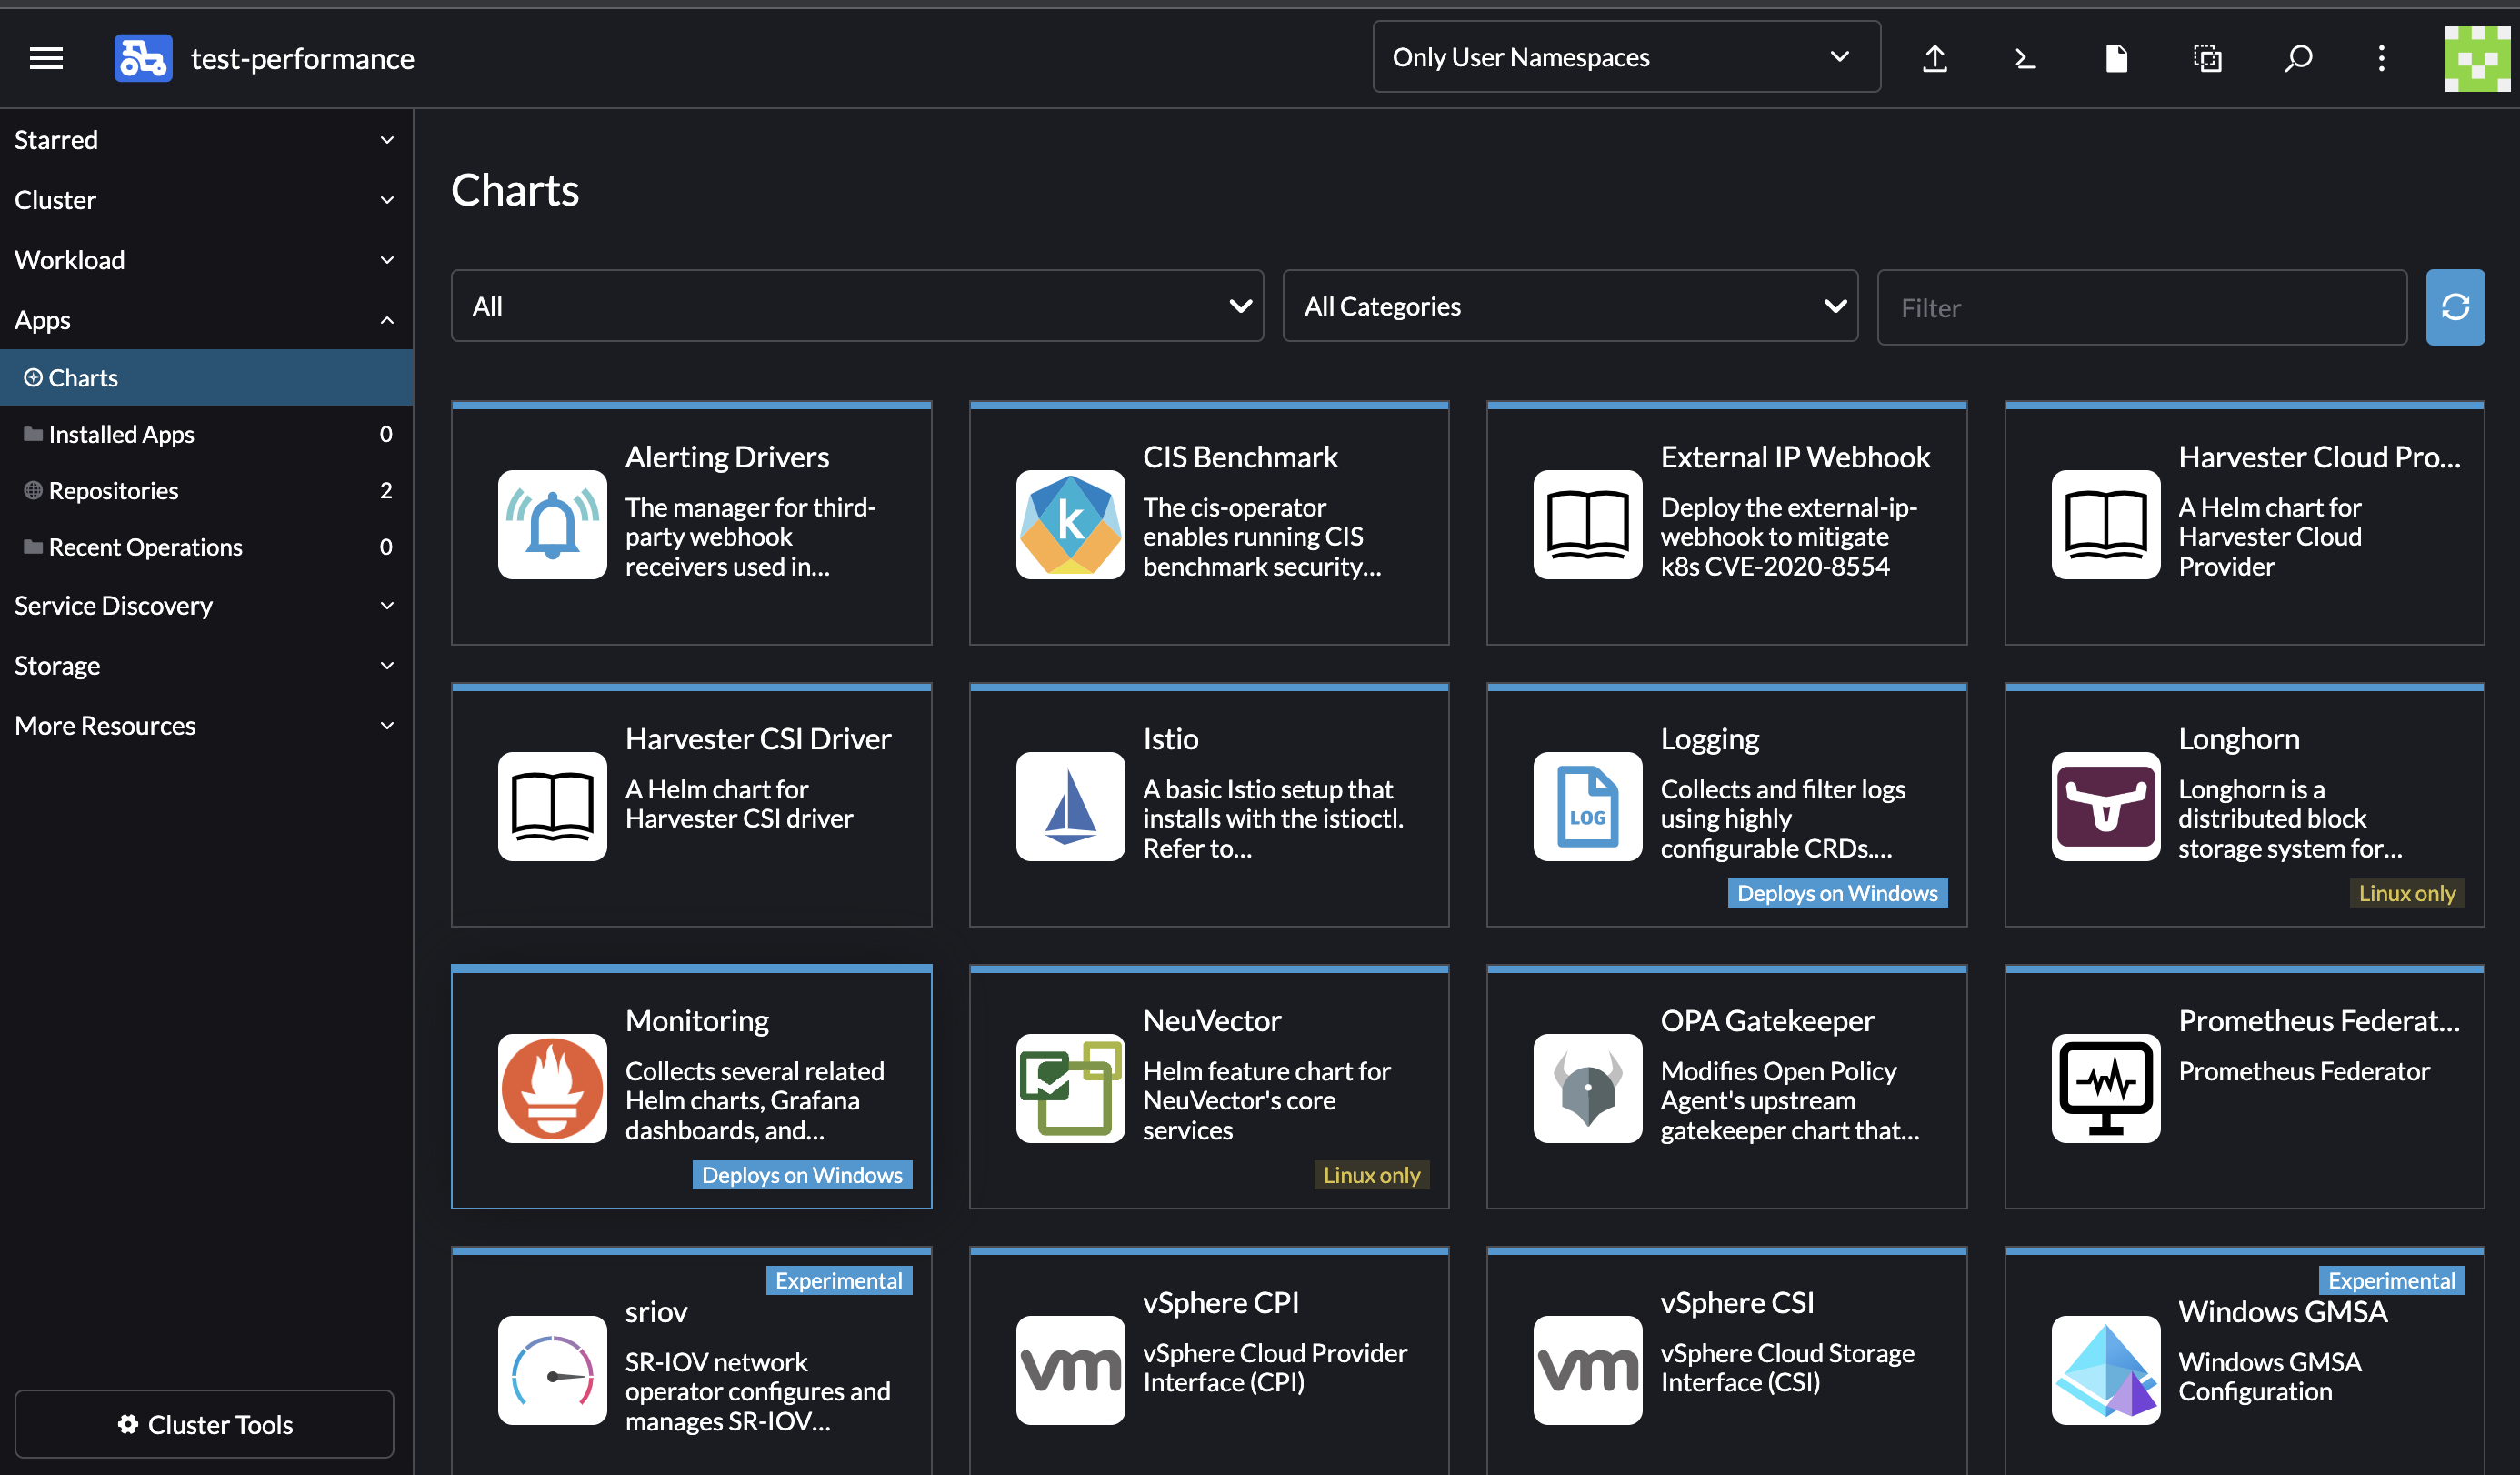 test-performance
Only User Namespaces
Starred
Cluster
Workload
Apps
Charts
Installed Apps 0
Repositories 2
Recent Operations 0
Service Discovery
Storage
More Resources
Cluster Tools
Charts
All
All Categories
Filter
Alerting Drivers
The manager for third-
party webhook
receivers used in...
k
CIS Benchmark
The cis-operator
enables running CIS
benchmark security...
External IP Webhook
Deploy the external-ip-
webhook to mitigate
k8s CVE-2020-8554
Harvester Cloud Pro...
A Helm chart for
Harvester Cloud
Provider
Harvester CSI Driver
A Helm chart for
Harvester CSI driver
Istio
A basic Istio setup that
installs with the istioctl.
Refer to...
LOG
Logging
Collects and filter logs
using highly
configurable CRDs....
Deploys on Windows
Longhorn
Longhorn is a
distributed block
storage system for...
Linux only
Monitoring
Collects several related
Helm charts, Grafana
dashboards, and...
Deploys on Windows
NeuVector
Helm feature chart for
NeuVector's core
services
Linux only
OPA Gatekeeper
Modifies Open Policy
Agent's upstream
gatekeeper chart that...
Prometheus Federat...
Prometheus Federator
Experimental
sriov
SR-IOV network
operator configures and
manages SR-IOV...
vm
vSphere CPI
vSphere Cloud Provider
Interface (CPI)
vm
vSphere CSI
vSphere Cloud Storage
Interface (CSI)
Experimental
Windows GMSA
Windows GMSA
Configuration